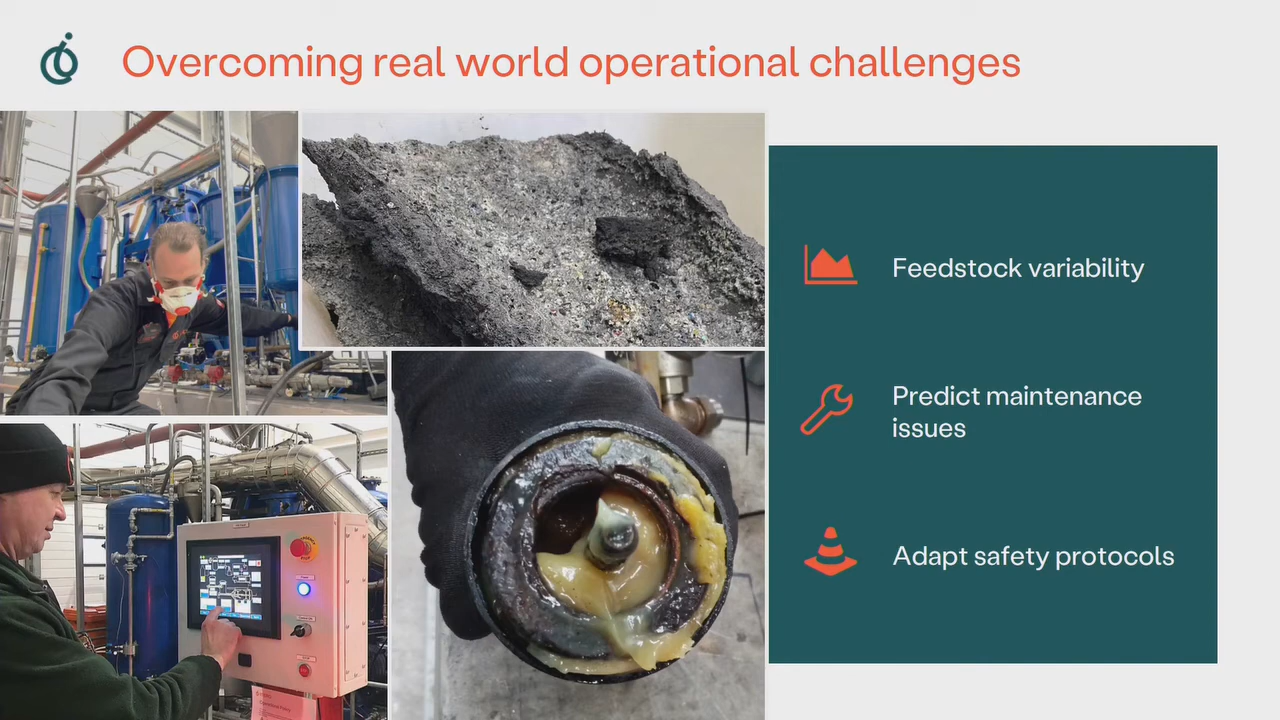 Overcoming real world operational challenges
Feedstock variability
Predict maintenance
issues
Adapt safety protocols